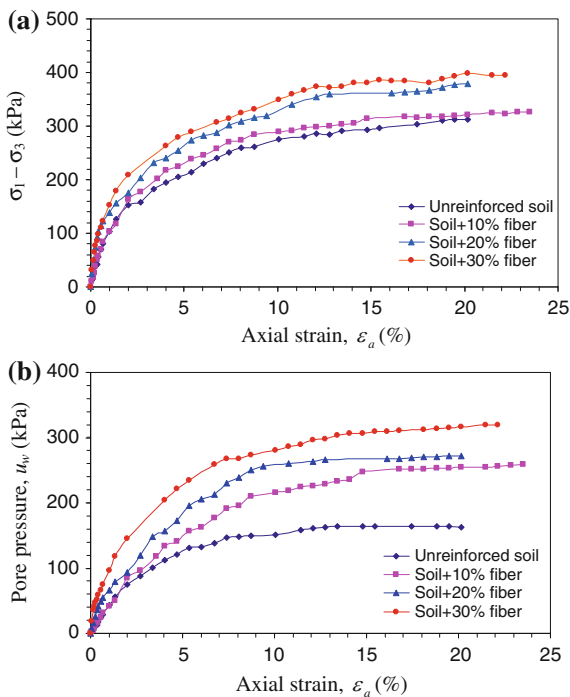 (a)
500
400
300
200
100
0
σ₁ – σ₃ (kPa)
Unreinforced soil
Soil+10% fiber
Soil+20% fiber
Soil+30% fiber
0 5 10 15 20 25
Axial strain, εₐ (%)
(b)
400
300
200
100
0
Pore pressure, u_w (kPa)
Unreinforced soil
Soil+10% fiber
Soil+20% fiber
Soil+30% fiber
0 5 10 15 20 25
Axial strain, εₐ (%)